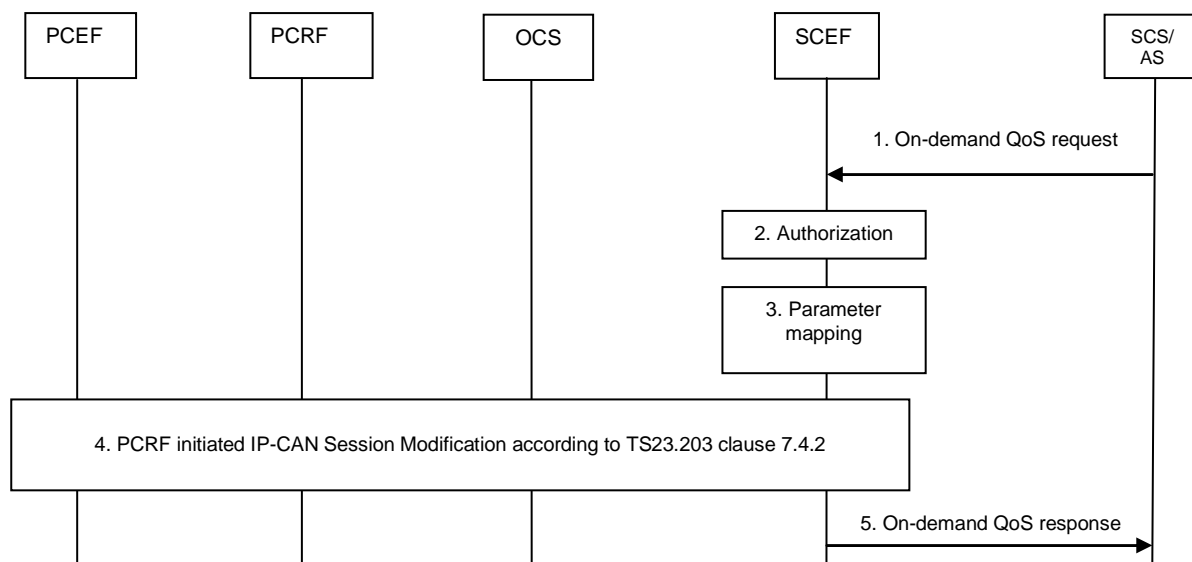 PCEF
PCRF
OCS
SCEF
SCS/
AS
1. On-demand QoS request
2. Authorization
3. Parameter
mapping
4. PCRF initiated IP-CAN Session Modification according to TS23.203 clause 7.4.2
5. On-demand QoS response